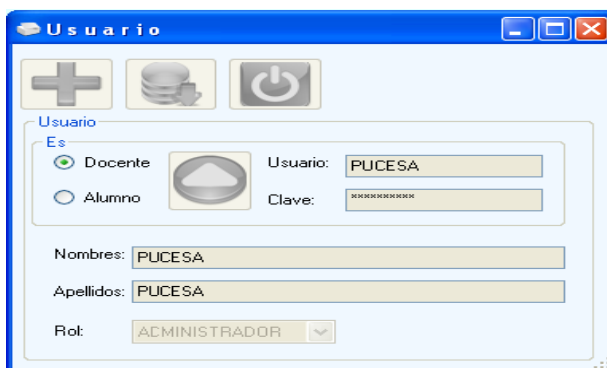 Usuario
Usuario
Es
Docente
Usuario: PUCESA
Alumno
Clave: **********
Nombres: PUCESA
Apellidos: PUCESA
Rol: ADMINISTRADOR